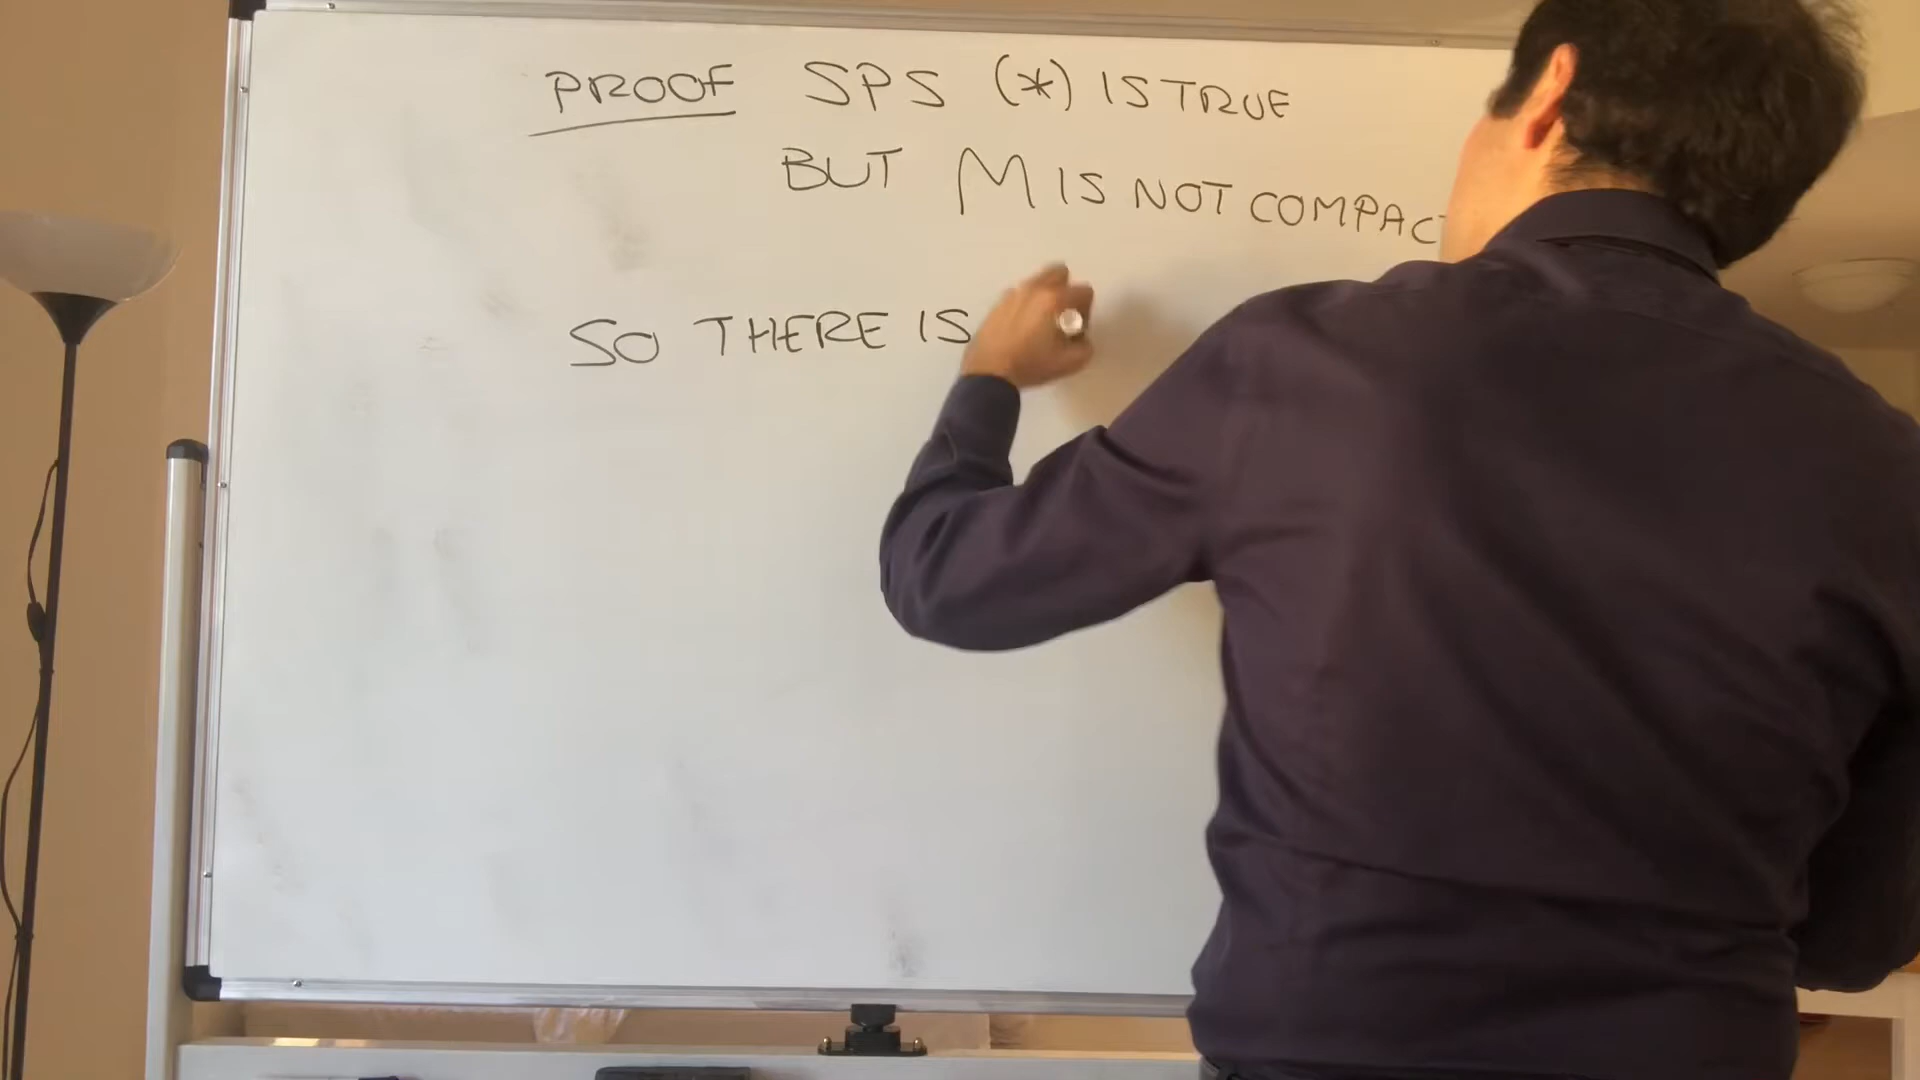 PROOF SPS (*) IS TRUE
BUT M IS NOT COMPAC
SO THERE IS